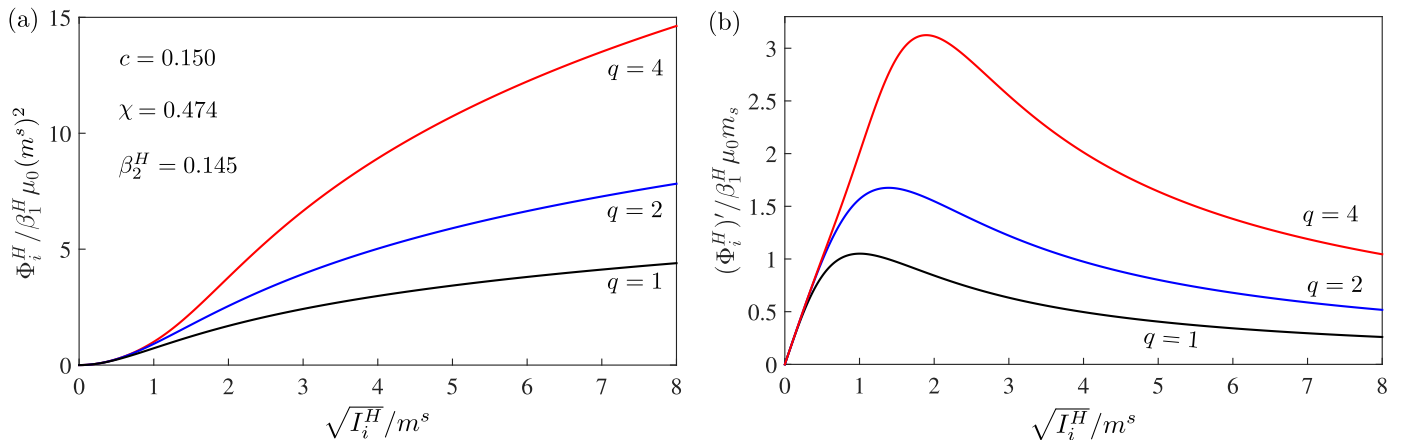 (a)
15
10
5
0
0 1 2 3 4 5 6 7 8
Φ_i^H/β_1^H μ_0(m^s)^2
√I_i^H/m^s
c = 0.150
χ = 0.474
β_2^H = 0.145
q = 4
q = 2
q = 1
(b)
3
2.5
2
1.5
1
0.5
0
0 1 2 3 4 5 6 7 8
(Φ_i^H)′/β_1^H μ_0 m_s
√I_i^H/m^s
q = 4
q = 2
q = 1